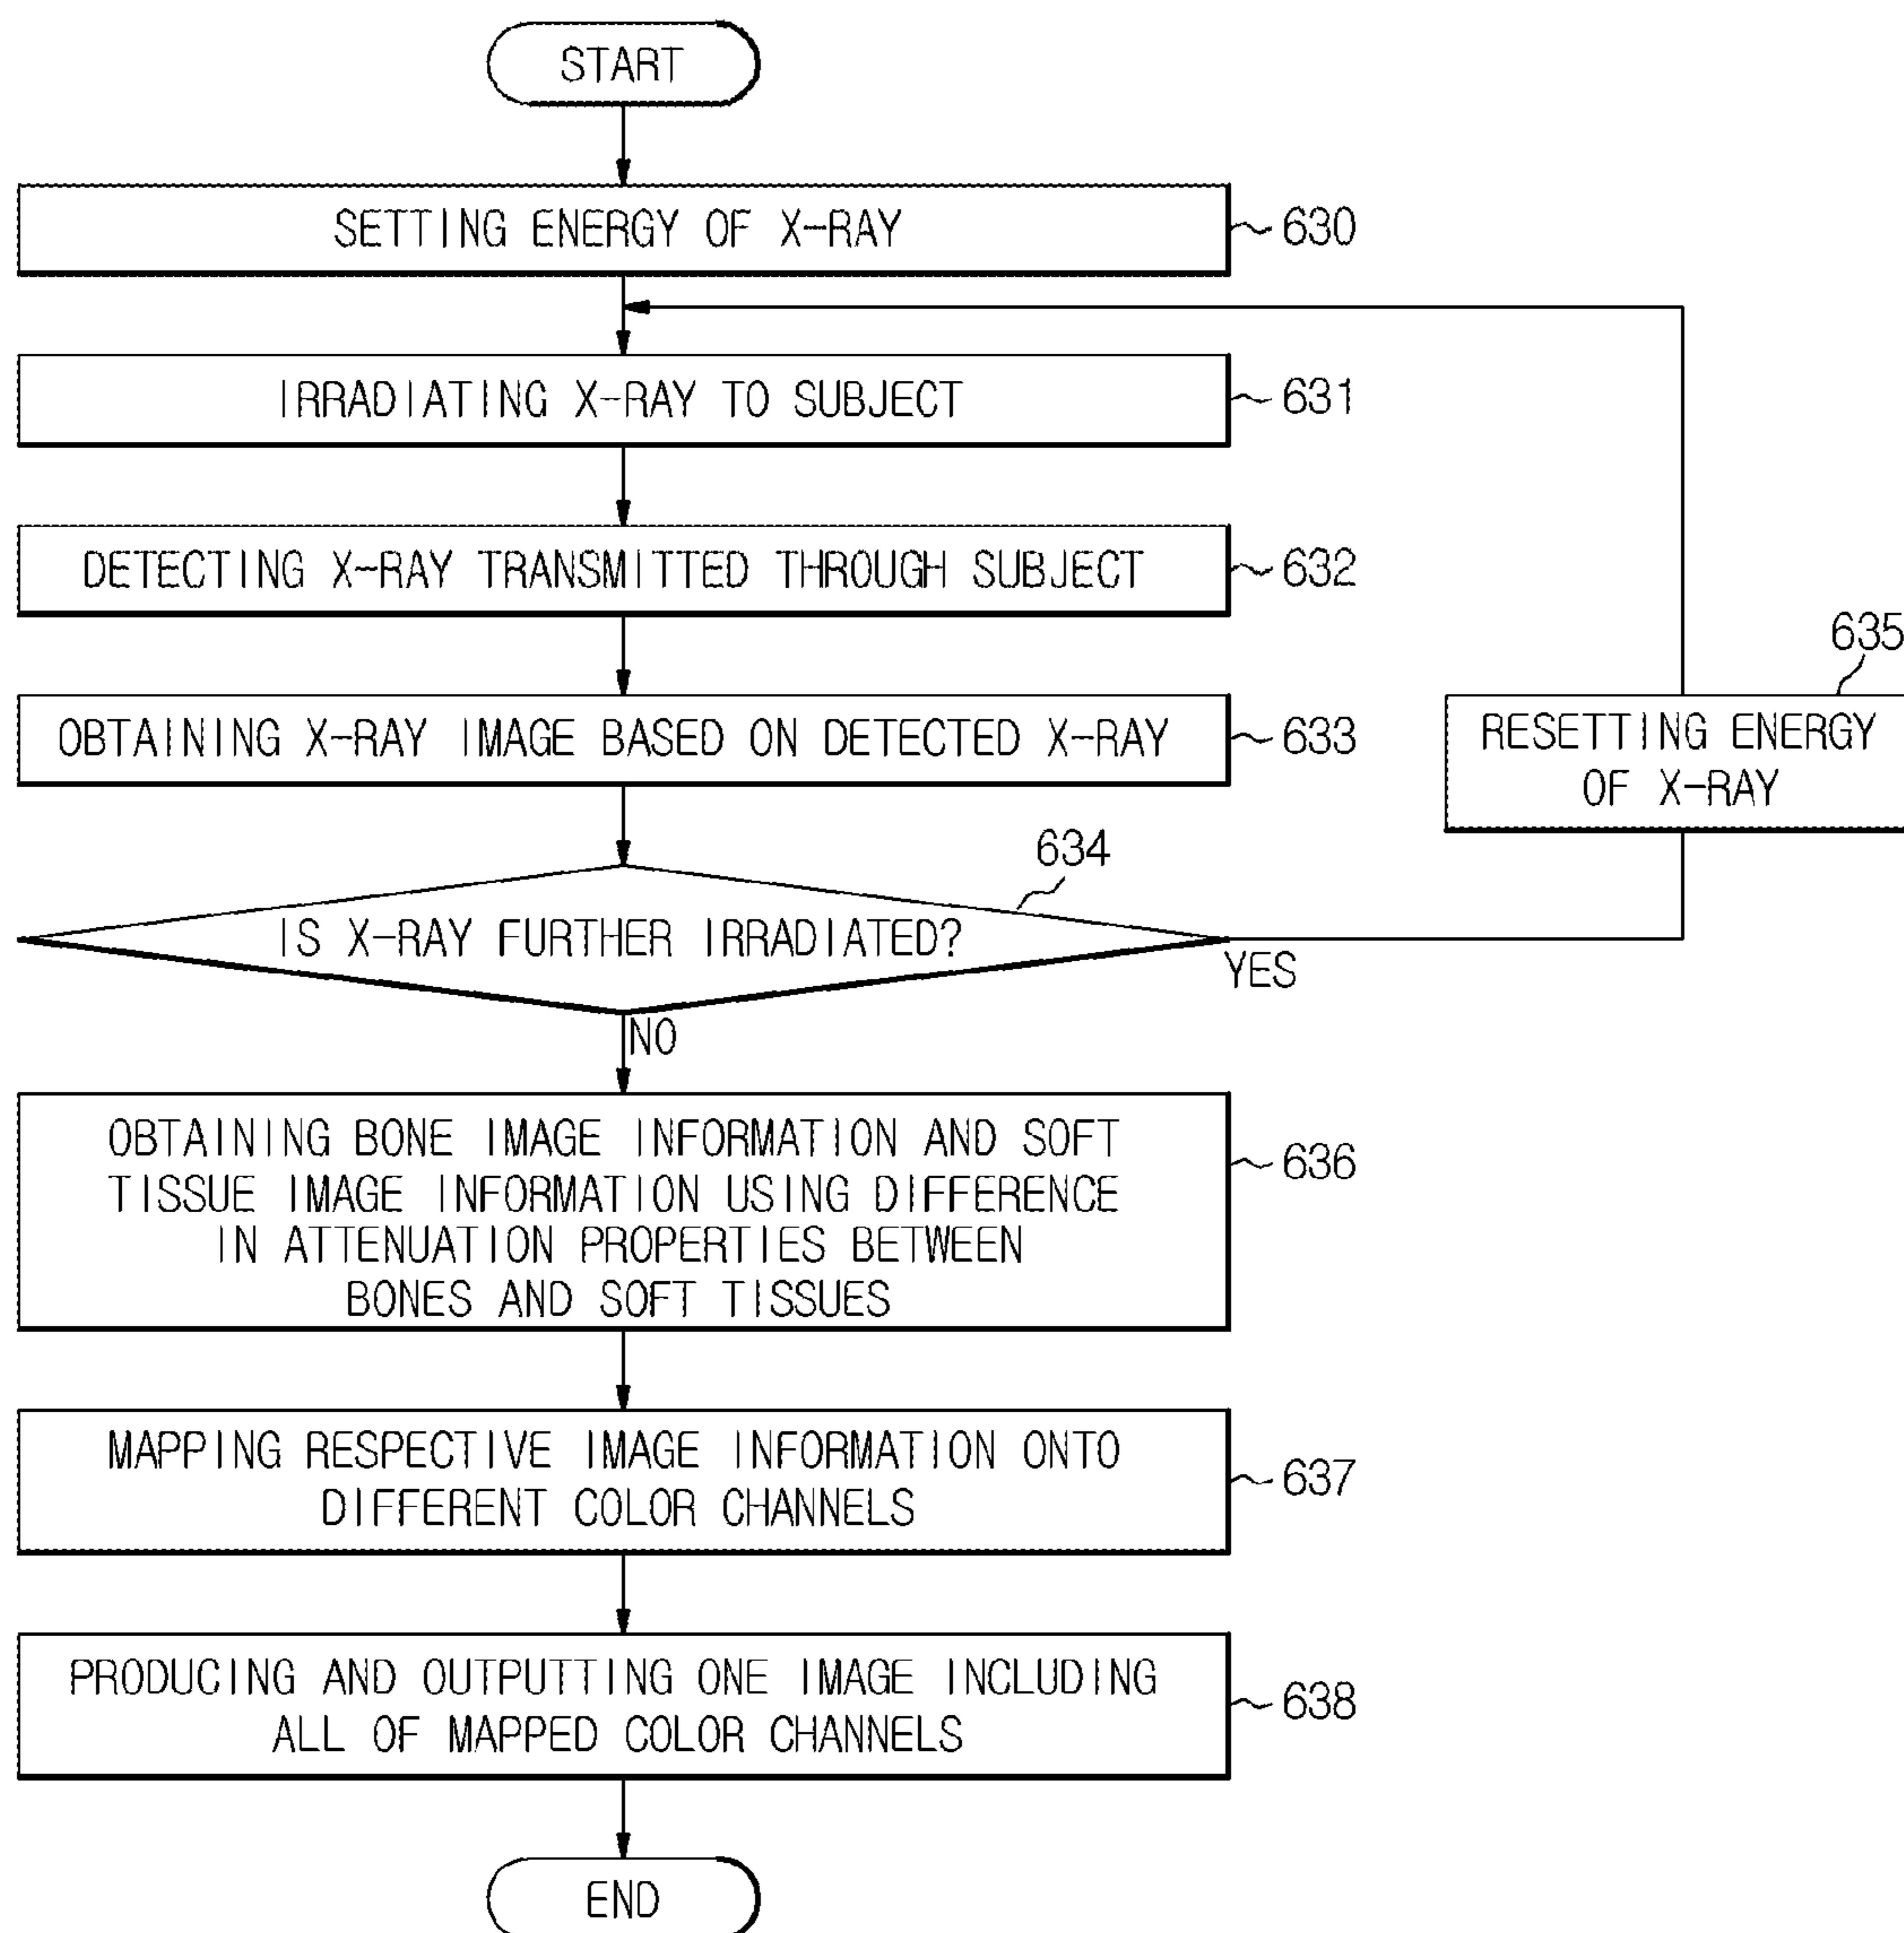 START
SETTING ENERGY OF X-RAY
630
IRRADIATING X-RAY TO SUBJECT
631
DETECTING X-RAY TRANSMITTED THROUGH SUBJECT
632
OBTAINING X-RAY IMAGE BASED ON DETECTED X-RAY
633
635
RESETTING ENERGY
OF X-RAY
634
IS X-RAY FURTHER IRRADIATED?
YES
NO
OBTAINING BONE IMAGE INFORMATION AND SOFT
TISSUE IMAGE INFORMATION USING DIFFERENCE
IN ATTENUATION PROPERTIES BETWEEN
BONES AND SOFT TISSUES
636
MAPPING RESPECTIVE IMAGE INFORMATION ONTO
DIFFERENT COLOR CHANNELS
637
PRODUCING AND OUTPUTTING ONE IMAGE INCLUDING
ALL OF MAPPED COLOR CHANNELS
638
END